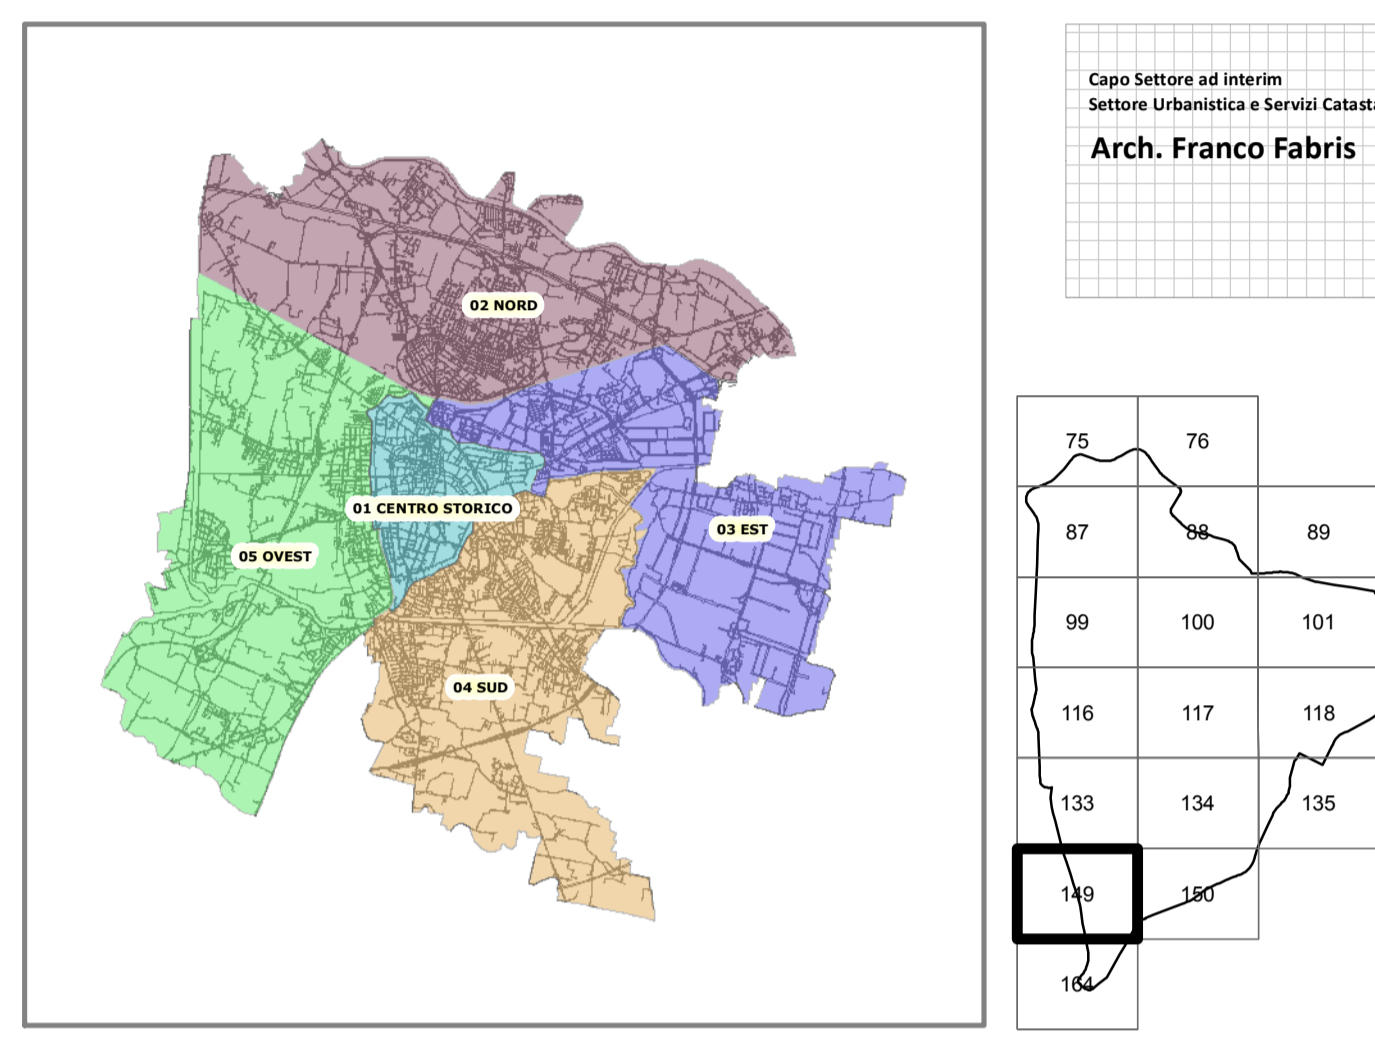 Capo Settore ad interim
Settore Urbanistica e Servizi Catasta
Arch. Franco Fabris
02 NORD
01 CENTRO STORICO
03 EST
05 OVEST
04 SUD
75 76
87 88 89
99 100 101
116 117 118
133 134 135
149 150
164